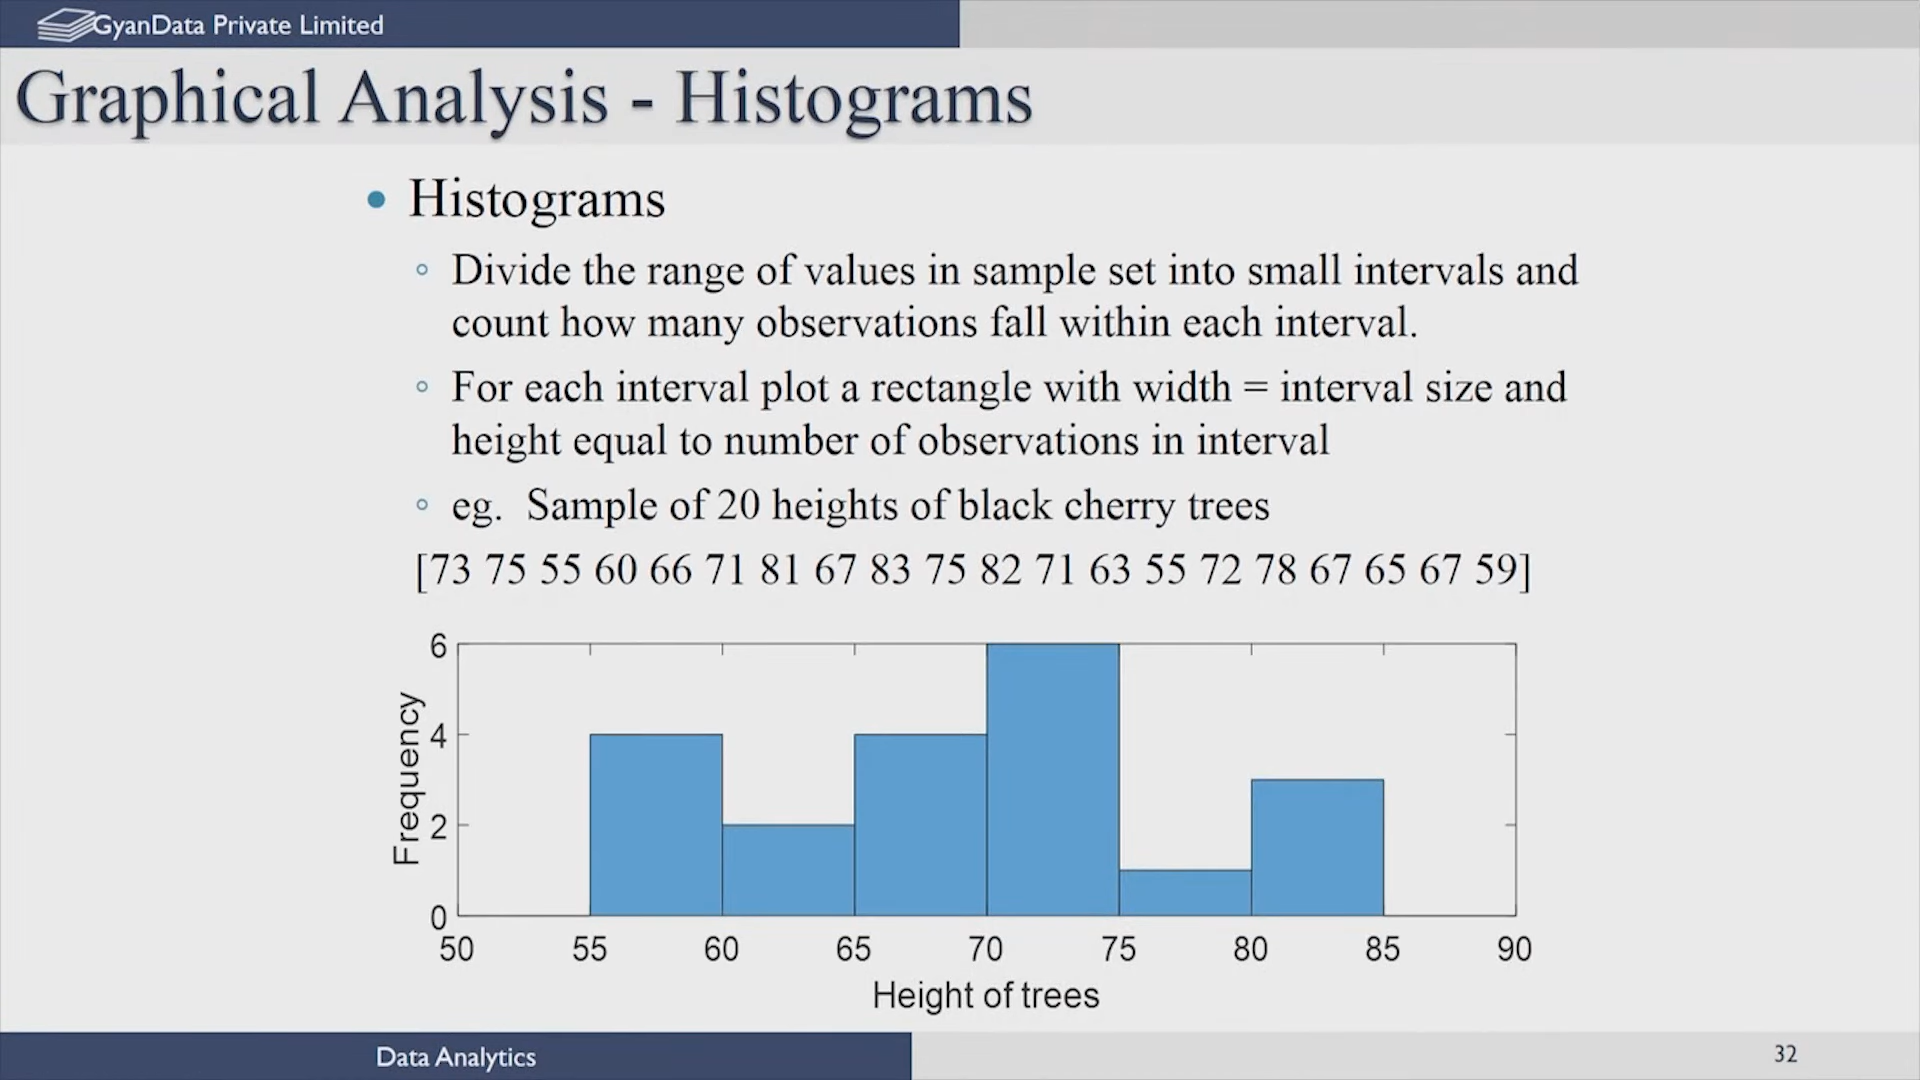 GyanData Private Limited
Graphical Analysis - Histograms
• Histograms
◦ Divide the range of values in sample set into small intervals and
count how many observations fall within each interval.
◦ For each interval plot a rectangle with width = interval size and
height equal to number of observations in interval
◦ eg. Sample of 20 heights of black cherry trees
[73 75 55 60 66 71 81 67 83 75 82 71 63 55 72 78 67 65 67 59]
6
4
2
0
Frequency
50 55 60 65 70 75 80 85 90
Height of trees
Data Analytics
32